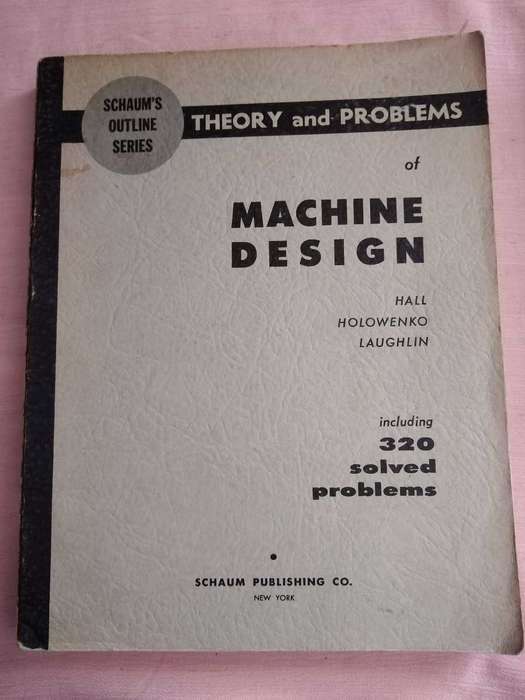 SCHAUM'S
OUTLINE
SERIES
THEORY and PROBLEMS
of
MACHINE
DESIGN
HALL
HOLOWENKO
LAUGHLIN
including
320
solved
problems
SCHAUM PUBLISHING CO.
NEW YORK